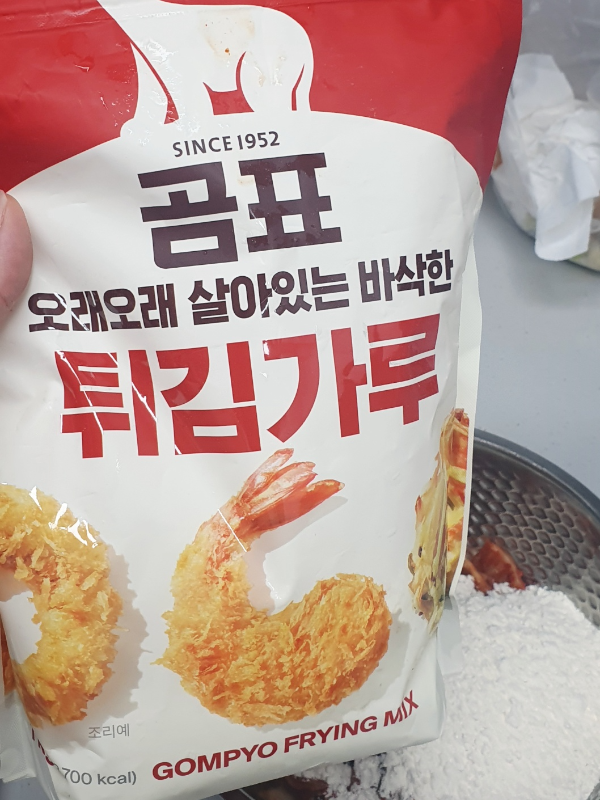 SINCE 1952
곰표
오래오래 살아있는 바삭한
튀김가루
조리예
700 kcal)
GOMPYO FRYING MIX